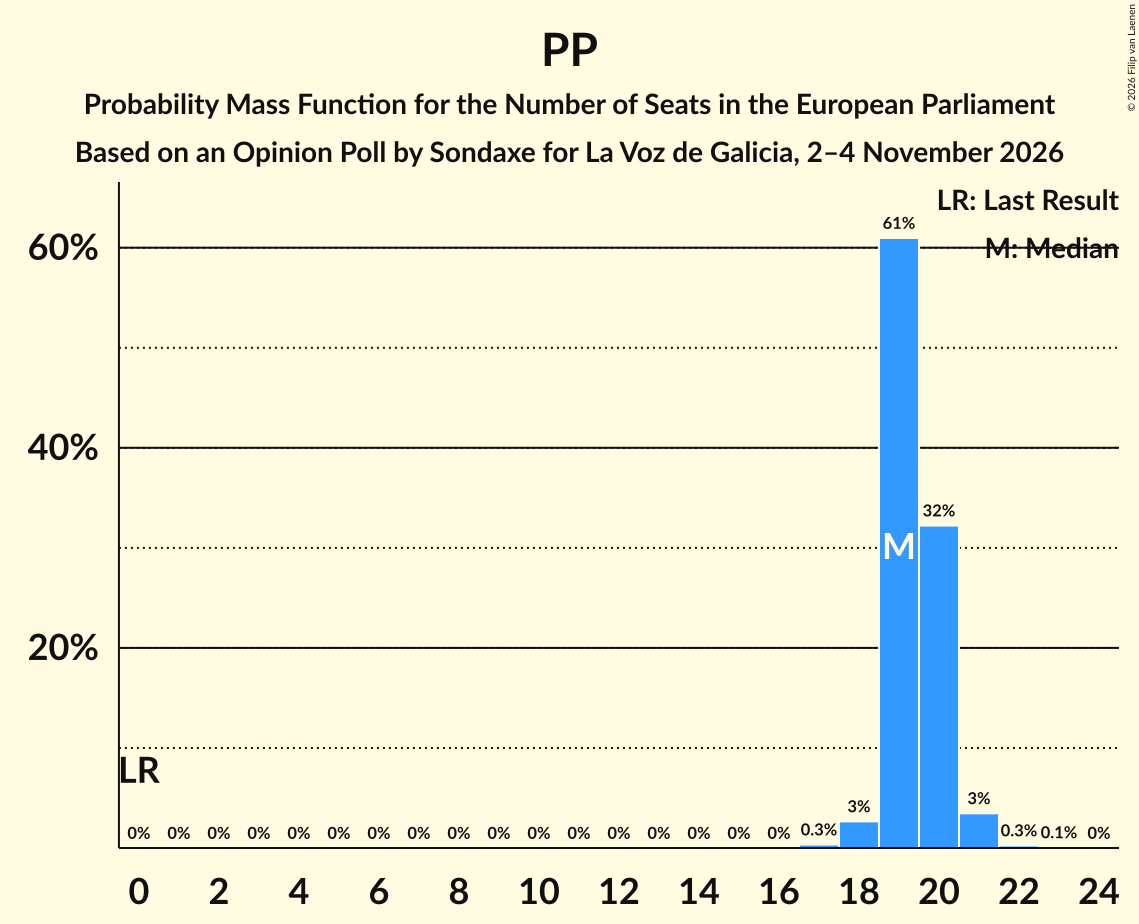 PP
Probability Mass Function for the Number of Seats in the European Parliament
Based on an Opinion Poll by Sondaxe for La Voz de Galicia, 2–4 November 2026
© 2026 Filip van Laenen
LR: Last Result
M: Median
60%
40%
20%
61%
32%
M
LR
0% 0% 0% 0% 0% 0% 0% 0% 0% 0% 0% 0% 0% 0% 0% 0% 0% 0.3% 3% 3% 0.3% 0.1% 0%
0 2 4 6 8 10 12 14 16 18 20 22 24